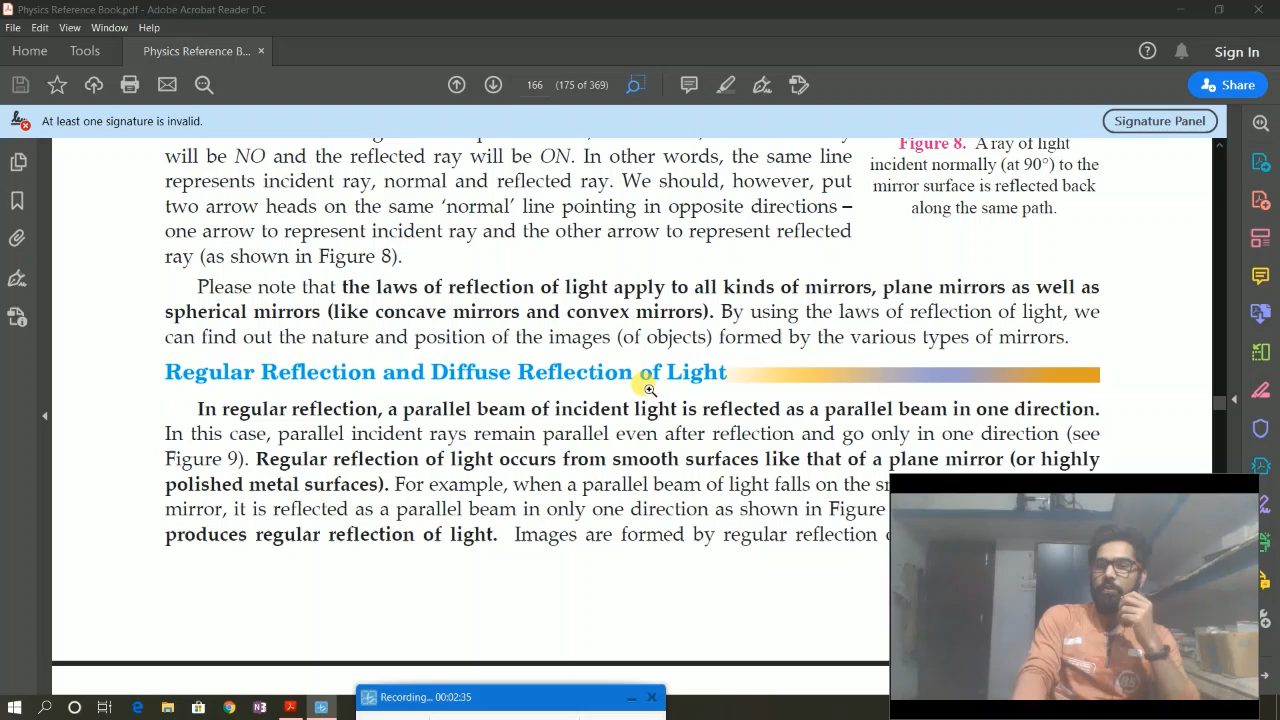 Physics Reference Book.pdf - Adobe Acrobat Reader DC
File Edit View Window Help
Home Tools Physics Reference B... × Sign In
166 (175 of 369) Share
At least one signature is invalid. Signature Panel
will be NO and the reflected ray will be ON. In other words, the same line
represents incident ray, normal and reflected ray. We should, however, put
two arrow heads on the same ‘normal’ line pointing in opposite directions –
one arrow to represent incident ray and the other arrow to represent reflected
ray (as shown in Figure 8).
Figure 8. A ray of light
incident normally (at 90°) to the
mirror surface is reflected back
along the same path.
Please note that the laws of reflection of light apply to all kinds of mirrors, plane mirrors as well as
spherical mirrors (like concave mirrors and convex mirrors). By using the laws of reflection of light, we
can find out the nature and position of the images (of objects) formed by the various types of mirrors.
Regular Reflection and Diffuse Reflection of Light
In regular reflection, a parallel beam of incident light is reflected as a parallel beam in one direction.
In this case, parallel incident rays remain parallel even after reflection and go only in one direction (see
Figure 9). Regular reflection of light occurs from smooth surfaces like that of a plane mirror (or highly
polished metal surfaces). For example, when a parallel beam of light falls on the
mirror, it is reflected as a parallel beam in only one direction as shown in Figure
produces regular reflection of light. Images are formed by regular reflection
Recording... 00:02:35